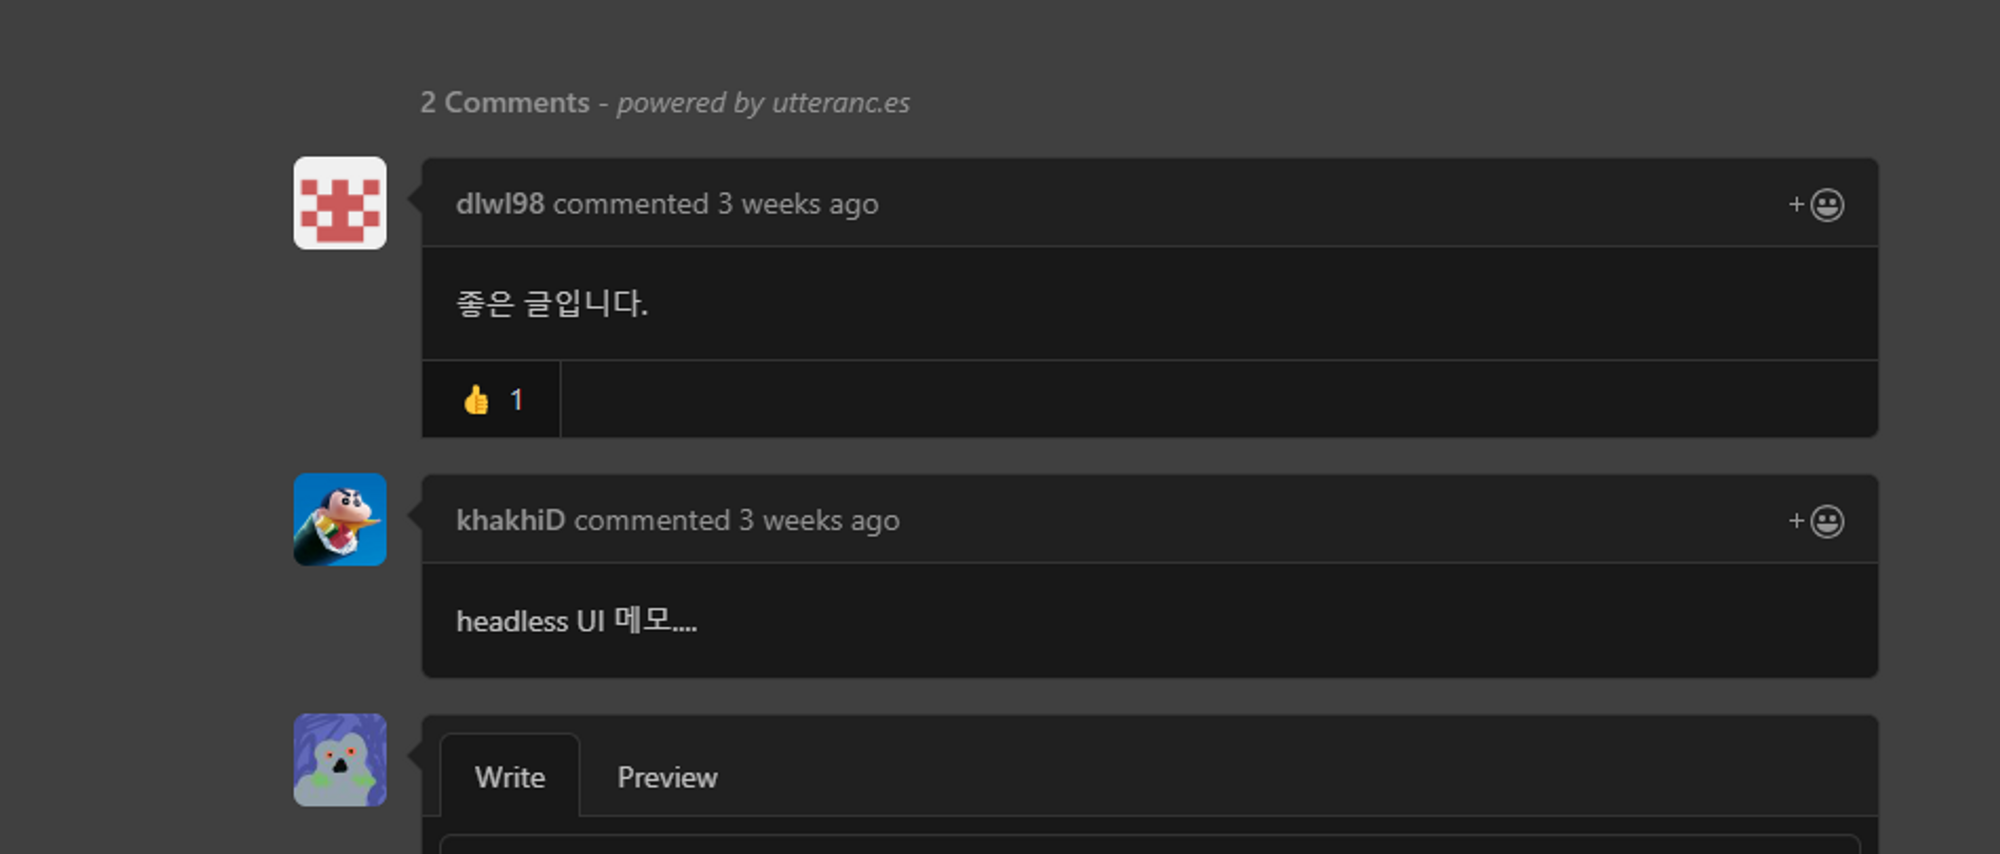 2 Comments - powered by utteranc.es
dlwl98 commented 3 weeks ago
좋은 글입니다.
👍 1
khakhiD commented 3 weeks ago
headless UI 메모....
Write Preview